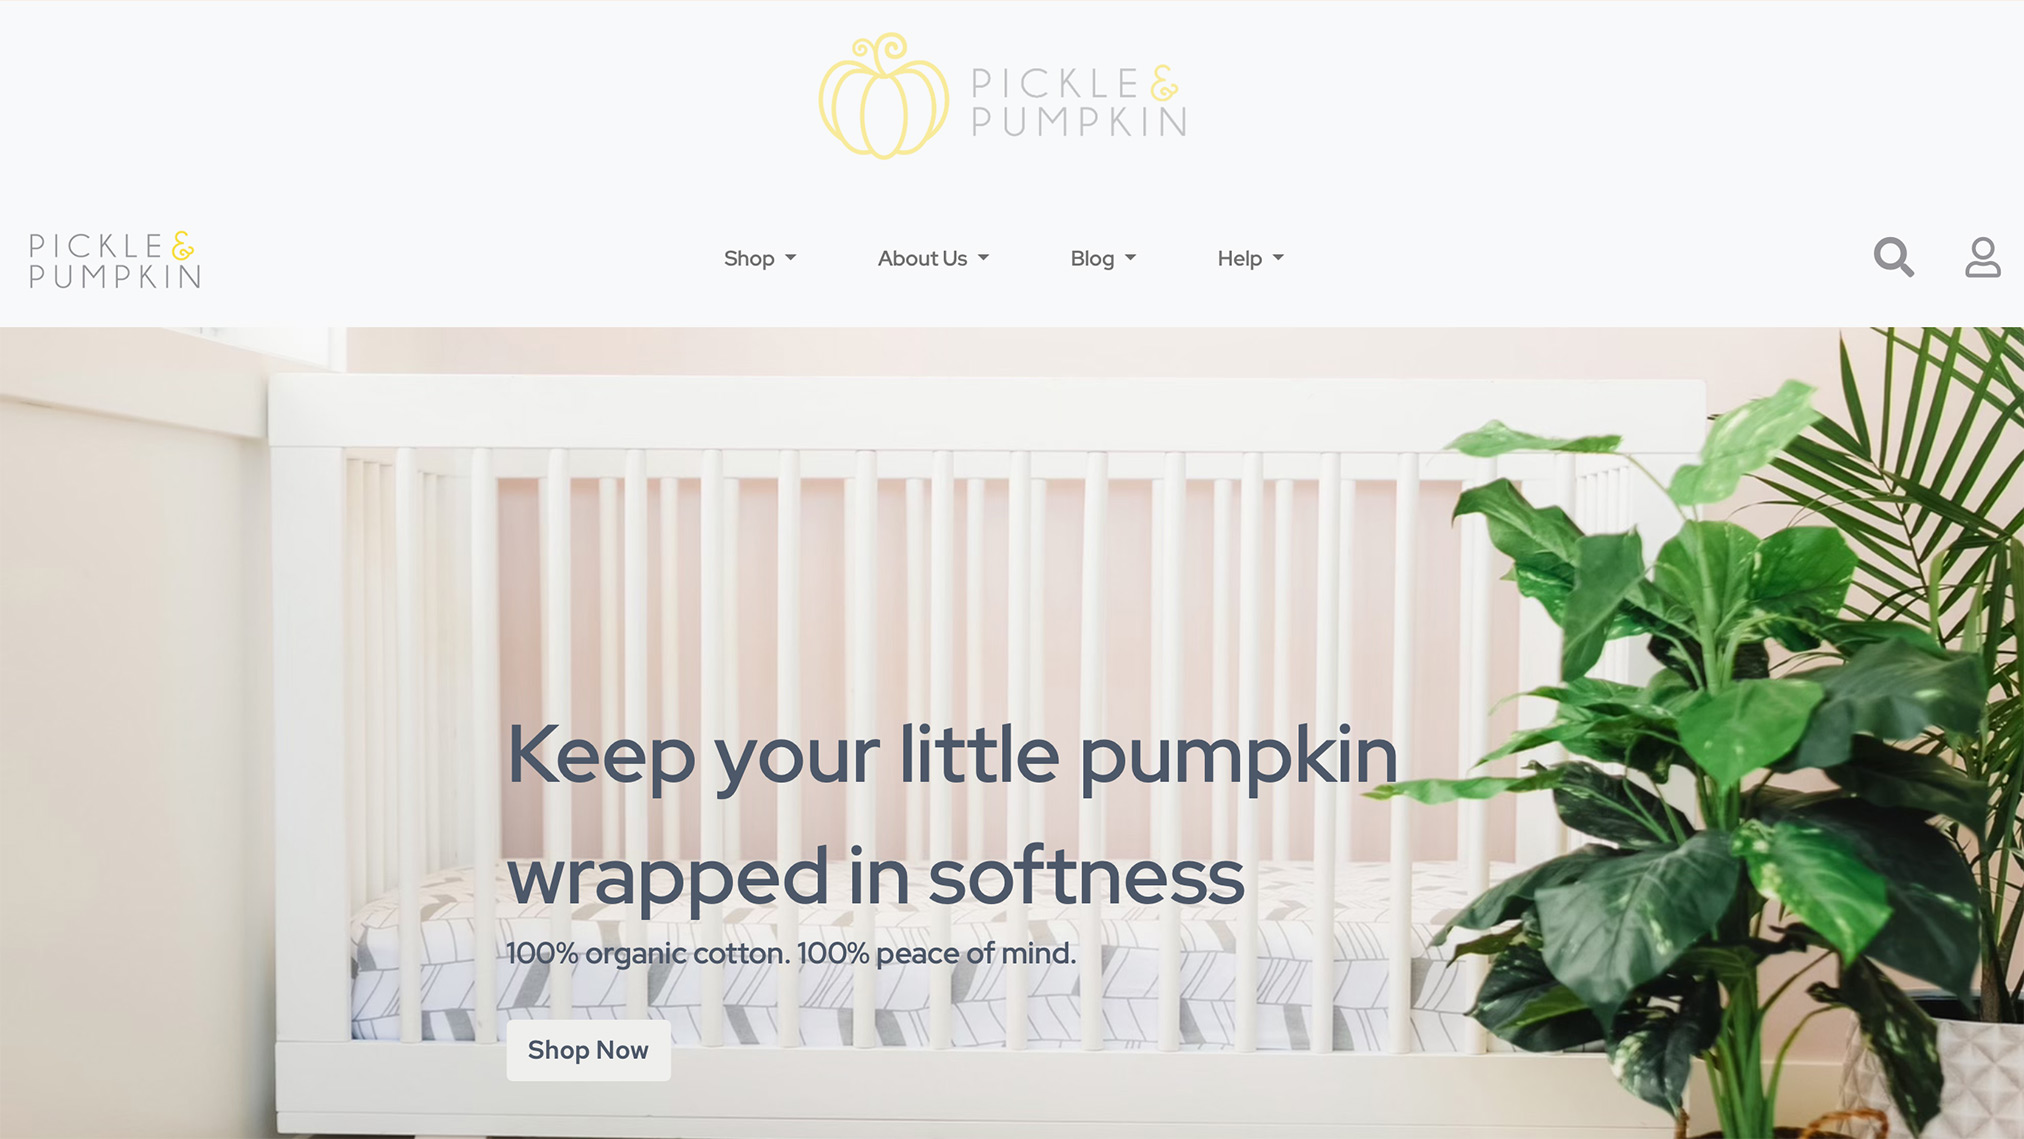 PICKLE &
PUMPKIN
PICKLE &
PUMPKIN
Shop
About Us
Blog
Help
Keep your little pumpkin
wrapped in softness
100% organic cotton. 100% peace of mind.
Shop Now